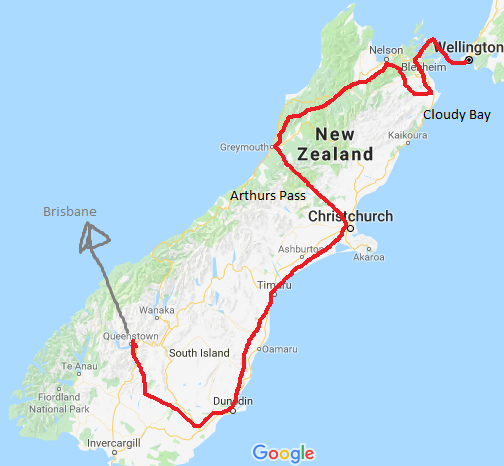 Nelson
Wellington
Blenheim
Cloudy Bay
Kaikoura
Greymouth
New
Zealand
Arthurs Pass
Brisbane
Christchurch
Akaroa
Ashburton
Timaru
Wanaka
Queenstown
South Island
Oamaru
Te Anau
Fiordland
National Park
Dunedin
Invercargill
Google